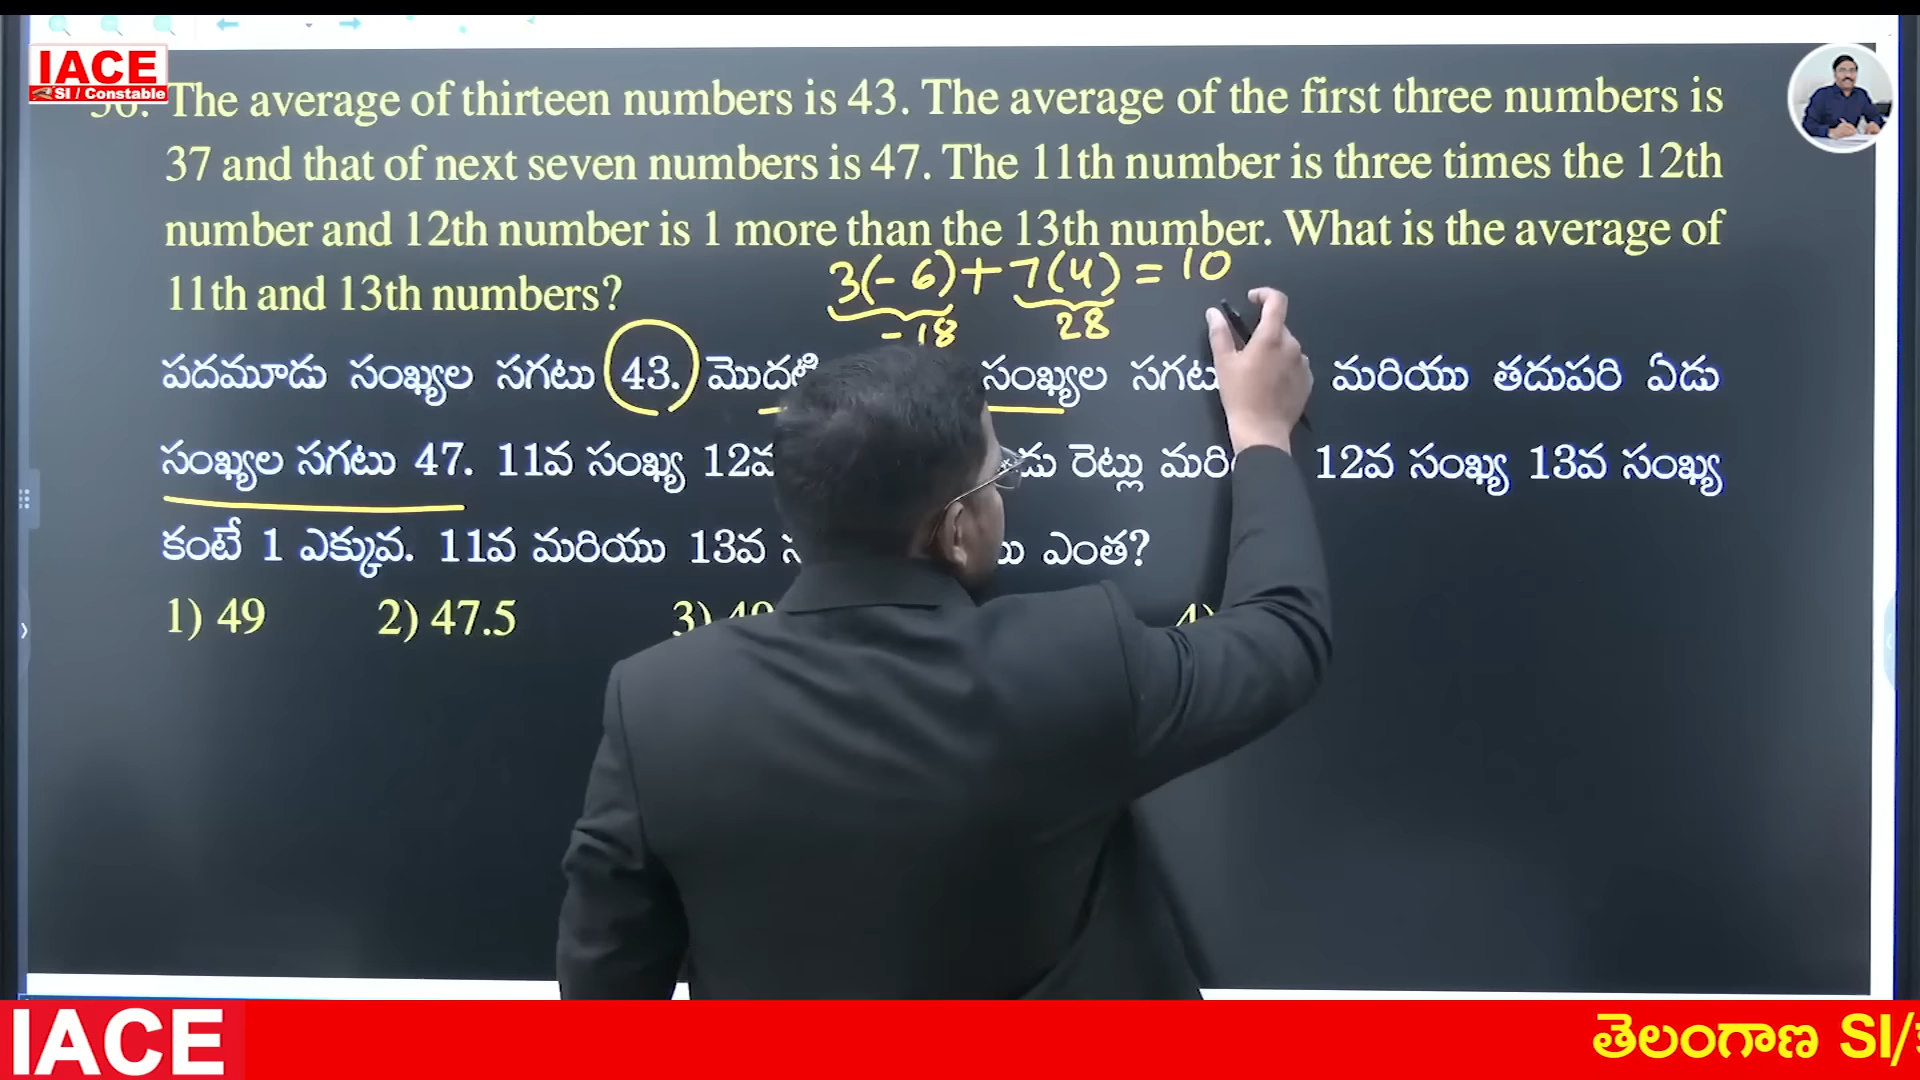 IACE
SI / Constable
The average of thirteen numbers is 43. The average of the first three numbers is
37 and that of next seven numbers is 47. The 11th number is three times the 12th
number and 12th number is 1 more than the 13th number. What is the average of
11th and 13th numbers?
3(-6)+7(4)=10
-18 28
పదమూడు సంఖ్యల సగటు 43. మొదటి సంఖ్యల మరియు తదుపరి ఏడు
సంఖ్యల సగటు 47. 11వ సంఖ్య రెట్లు 12వ సంఖ్య 13వ సంఖ్య
కంటే 1 ఎక్కువ. 11వ మరియు 13వ ఎంత?
1) 49 2) 47.5 3) 4)
IACE
తెలంగాణ SI/